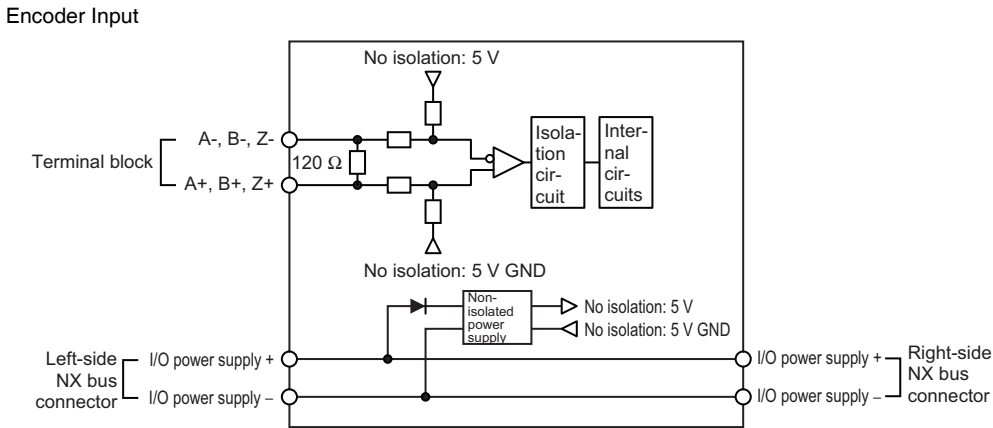 Encoder Input
No isolation: 5 V
A-, B-, Z-
Terminal block
120 Ω
A+, B+, Z+
Isola-
tion
cir-
cuit
Inter-
nal
cir-
cuits
No isolation: 5 V GND
Non-
isolated
power
supply
No isolation: 5 V
No isolation: 5 V GND
Left-side
NX bus
connector
I/O power supply +
I/O power supply –
I/O power supply +
I/O power supply –
Right-side
NX bus
connector